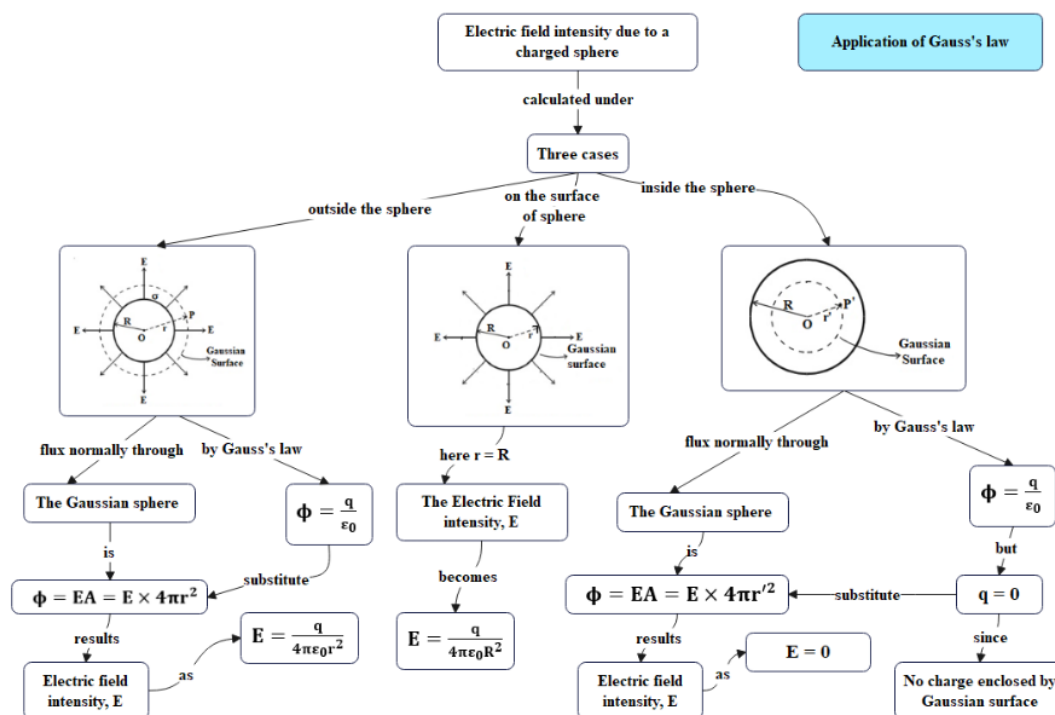 Electric field intensity due to a
charged sphere
Application of Gauss's law
calculated under
Three cases
outside the sphere
on the surface
of sphere
inside the sphere
E
σ
R
P
r
E
E
O
Gaussian
Surface
E
E
R
r
E
E
O
Gaussian
surface
E
R
P'
O
r'
Gaussian
Surface
flux normally through
by Gauss's law
here r = R
flux normally through
by Gauss's law
The Gaussian sphere
ϕ = q/ε₀
The Electric Field
intensity, E
The Gaussian sphere
ϕ = q/ε₀
is
substitute
becomes
is
but
ϕ = EA = E × 4πr²
ϕ = EA = E × 4πr′²
substitute
q = 0
results
E = q/4πε₀r²
E = q/4πε₀R²
results
since
Electric field
intensity, E
as
Electric field
intensity, E
as
E = 0
No charge enclosed by
Gaussian surface